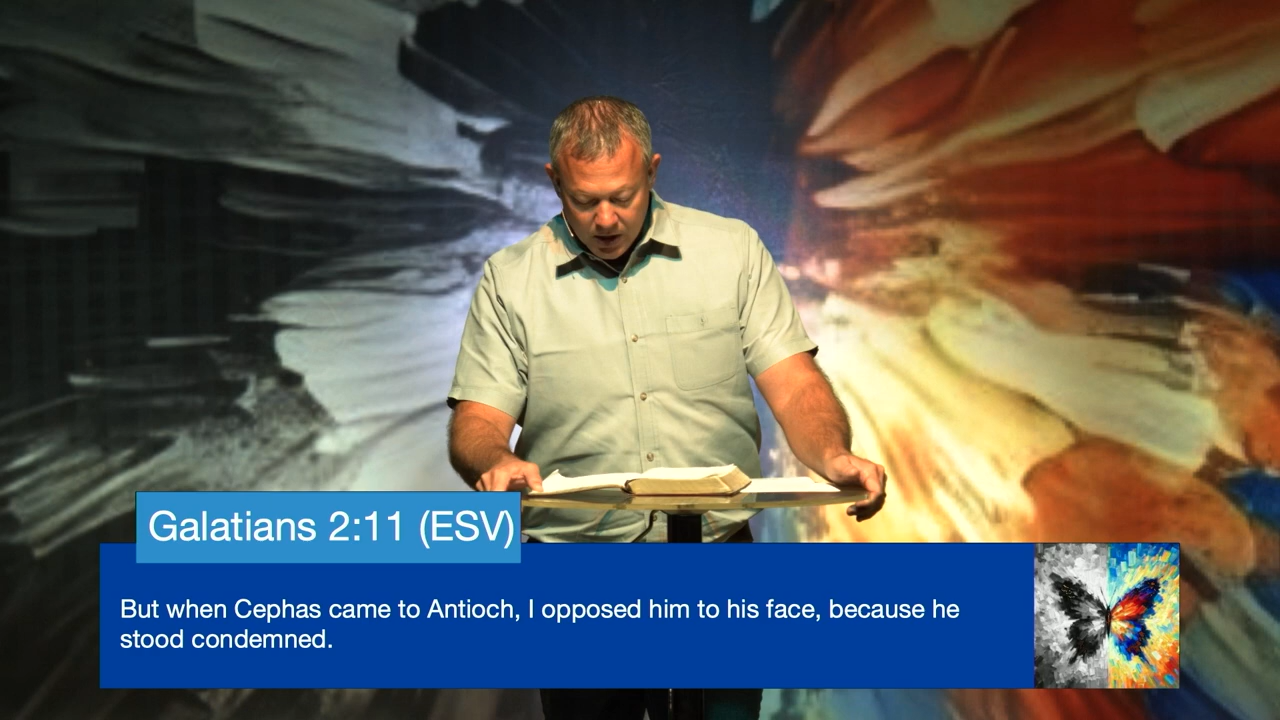 Galatians 2:11 (ESV)
But when Cephas came to Antioch, I opposed him to his face, because he
stood condemned.